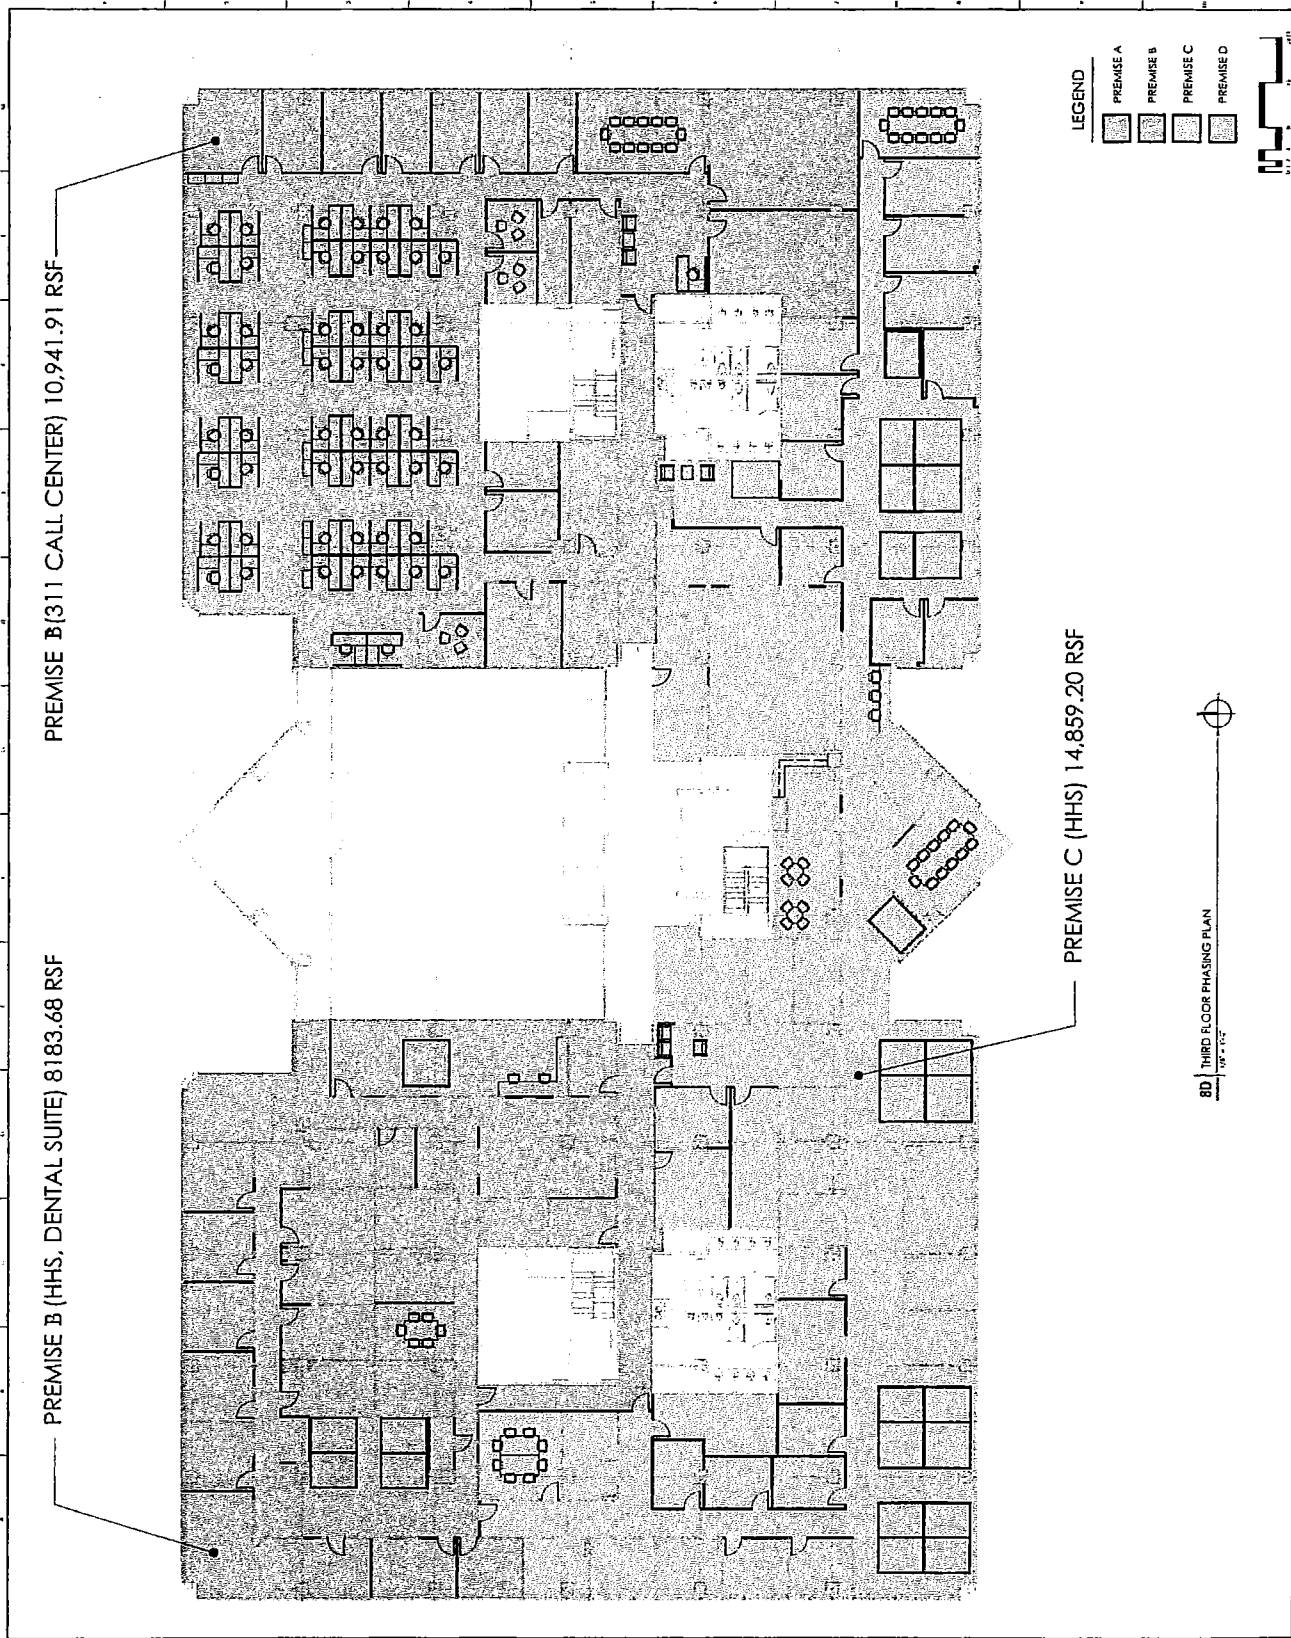 PREMISE B (HHS, DENTAL SUITE) 8183.68 RSF
PREMISE B(311 CALL CENTER) 10,941.91 RSF
PREMISE C (HHS) 14,859.20 RSF
8D THIRD FLOOR PHASING PLAN
LEGEND
PREMISE A
PREMISE B
PREMISE C
PREMISE D